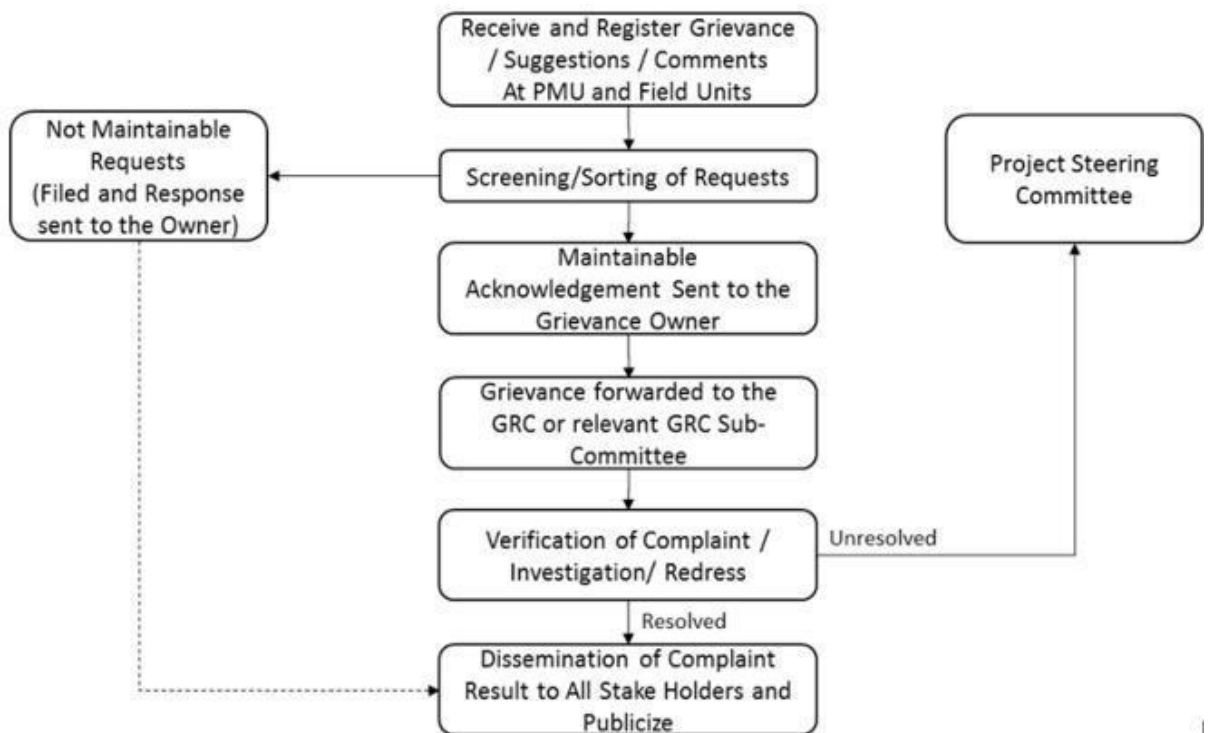 Receive and Register Grievance
/ Suggestions / Comments
At PMU and Field Units
Not Maintainable
Requests
(Filed and Response
sent to the Owner)
Screening/Sorting of Requests
Project Steering
Committee
Maintainable
Acknowledgement Sent to the
Grievance Owner
Grievance forwarded to the
GRC or relevant GRC Sub-
Committee
Verification of Complaint /
Investigation/ Redress
Unresolved
Resolved
Dissemination of Complaint
Result to All Stake Holders and
Publicize